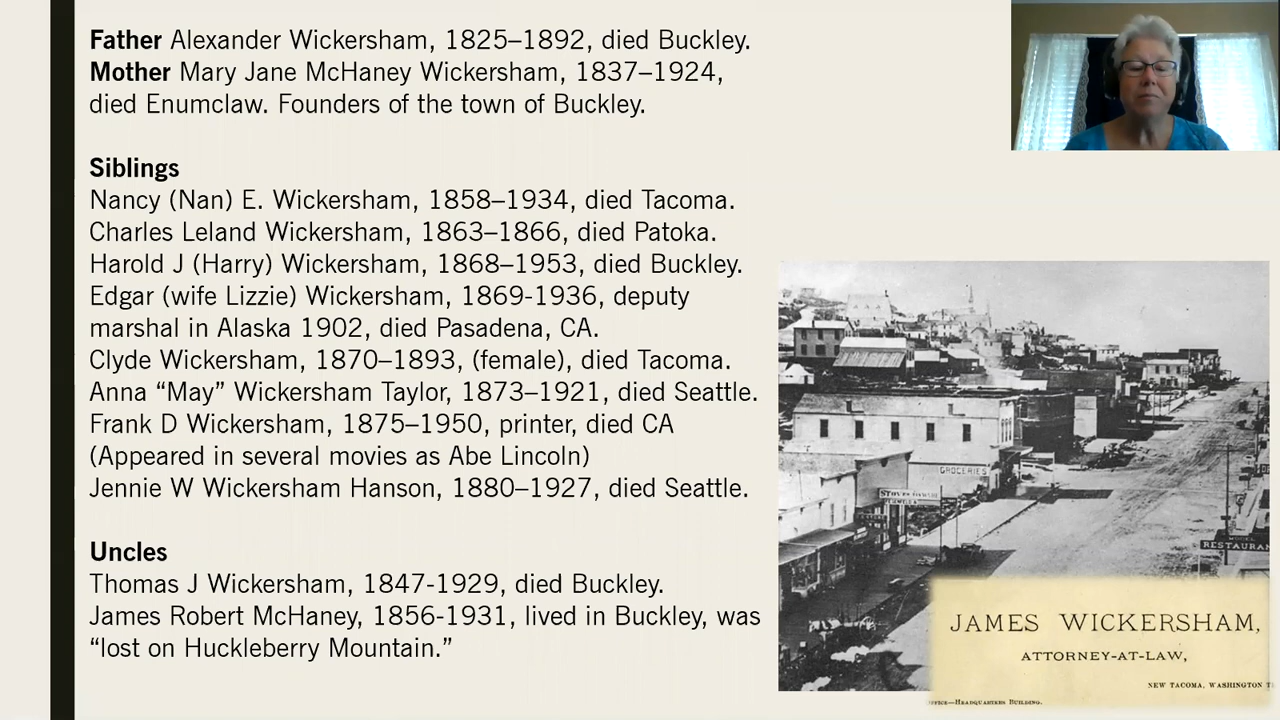 Father Alexander Wickersham, 1825–1892, died Buckley.
Mother Mary Jane McHaney Wickersham, 1837–1924,
died Enumclaw. Founders of the town of Buckley.
Siblings
Nancy (Nan) E. Wickersham, 1858–1934, died Tacoma.
Charles Leland Wickersham, 1863–1866, died Patoka.
Harold J (Harry) Wickersham, 1868–1953, died Buckley.
Edgar (wife Lizzie) Wickersham, 1869-1936, deputy
marshal in Alaska 1902, died Pasadena, CA.
Clyde Wickersham, 1870–1893, (female), died Tacoma.
Anna “May” Wickersham Taylor, 1873–1921, died Seattle.
Frank D Wickersham, 1875–1950, printer, died CA
(Appeared in several movies as Abe Lincoln)
Jennie W Wickersham Hanson, 1880–1927, died Seattle.
Uncles
Thomas J Wickersham, 1847-1929, died Buckley.
James Robert McHaney, 1856-1931, lived in Buckley, was
“lost on Huckleberry Mountain.”
GROCERIES
STOVES
RESTAURAN
JAMES WICKERSHAM,
ATTORNEY-AT-LAW,
NEW TACOMA, WASHINGTON T
—HEADQUARTERS BUILDING.